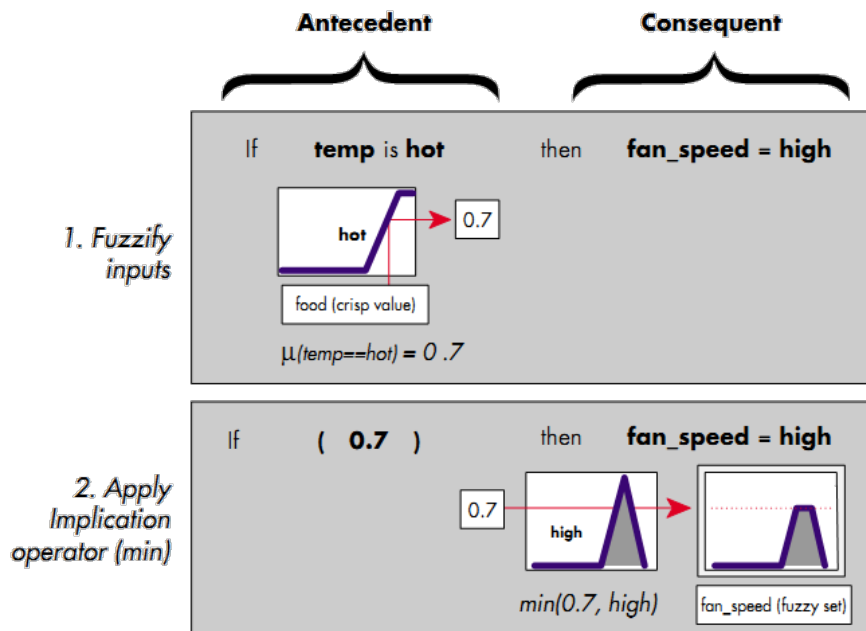 Antecedent Consequent
If temp is hot then fan_speed = high
1. Fuzzify
inputs
hot
0.7
food (crisp value)
μ(temp==hot) = 0 .7
If ( 0.7 ) then fan_speed = high
2. Apply
Implication
operator (min)
0.7
high
min(0.7, high)
fan_speed (fuzzy set)